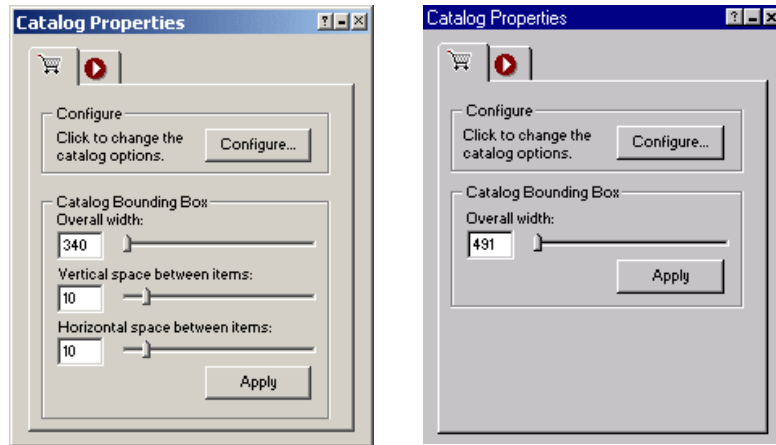 Catalog Properties
Configure
Click to change the
catalog options.
Configure...
Catalog Bounding Box
Overall width:
340
Vertical space between items:
10
Horizontal space between items:
10
Apply
Catalog Properties
Configure
Click to change the
catalog options.
Configure...
Catalog Bounding Box
Overall width:
491
Apply